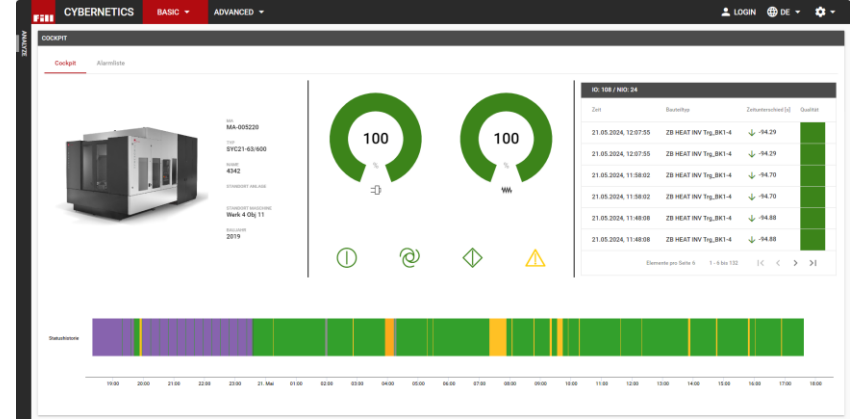 Fill CYBERNETICS BASIC ADVANCED LOGIN DE
ANALYZE
COCKPIT
Cockpit Alarmliste
MA-005220
TYP
SYC21-63/600
NAME
4342
STANDORT ANLAGE
STANDORT MASCHINE
Werk 4 Obj 11
BAUJAHR
2019
100
%
100
%
IO: 108 / NIO: 24
Zeit Bauteiltyp Zeitunterschied [s] Qualität
21.05.2024, 12:07:55 ZB HEAT INV Trg_BK1-4 -94.29
21.05.2024, 12:07:55 ZB HEAT INV Trg_BK1-4 -94.29
21.05.2024, 11:58:02 ZB HEAT INV Trg_BK1-4 -94.70
21.05.2024, 11:58:02 ZB HEAT INV Trg_BK1-4 -94.70
21.05.2024, 11:48:08 ZB HEAT INV Trg_BK1-4 -94.88
21.05.2024, 11:48:08 ZB HEAT INV Trg_BK1-4 -94.88
Elemente pro Seite 6 1 - 6 bis 132
Statushistorie
19:00 20:00 21:00 22:00 23:00 21. Mai 01:00 02:00 03:00 04:00 05:00 06:00 07:00 08:00 09:00 10:00 11:00 12:00 13:00 14:00 15:00 16:00 17:00 18:00